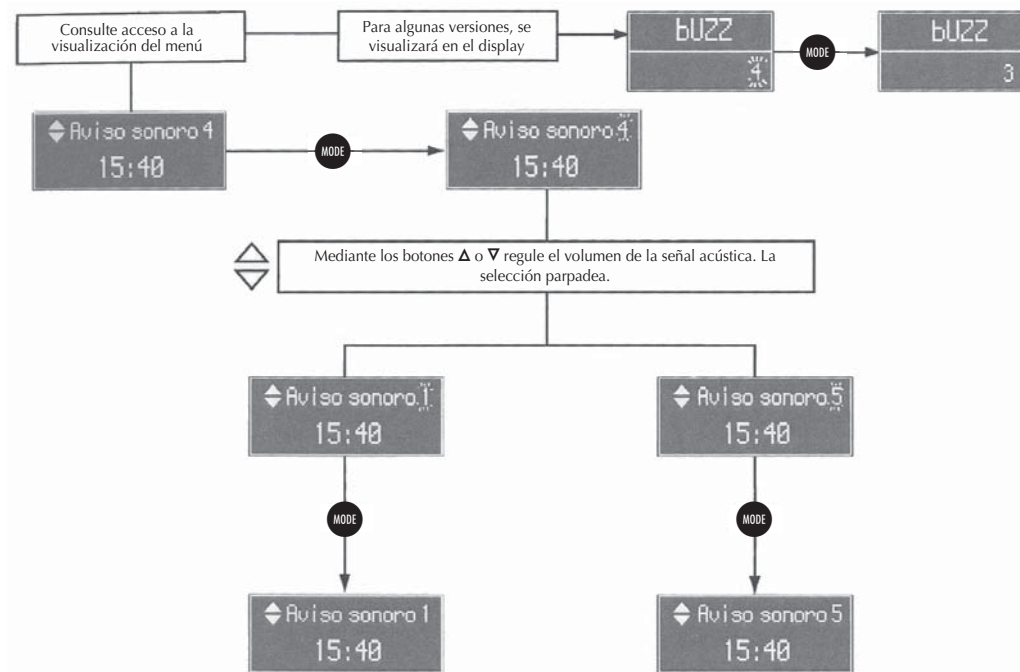 Consulte acceso a la
visualización del menú
Para algunas versiones, se
visualizará en el display
bUZZ
4
MODE
bUZZ
3
Aviso sonoro 4
15:40
MODE
Aviso sonoro 4
15:40
Mediante los botones Δ o ∇ regule el volumen de la señal acústica. La
selección parpadea.
Aviso sonoro 1
15:40
Aviso sonoro 5
15:40
MODE
MODE
Aviso sonoro 1
15:40
Aviso sonoro 5
15:40